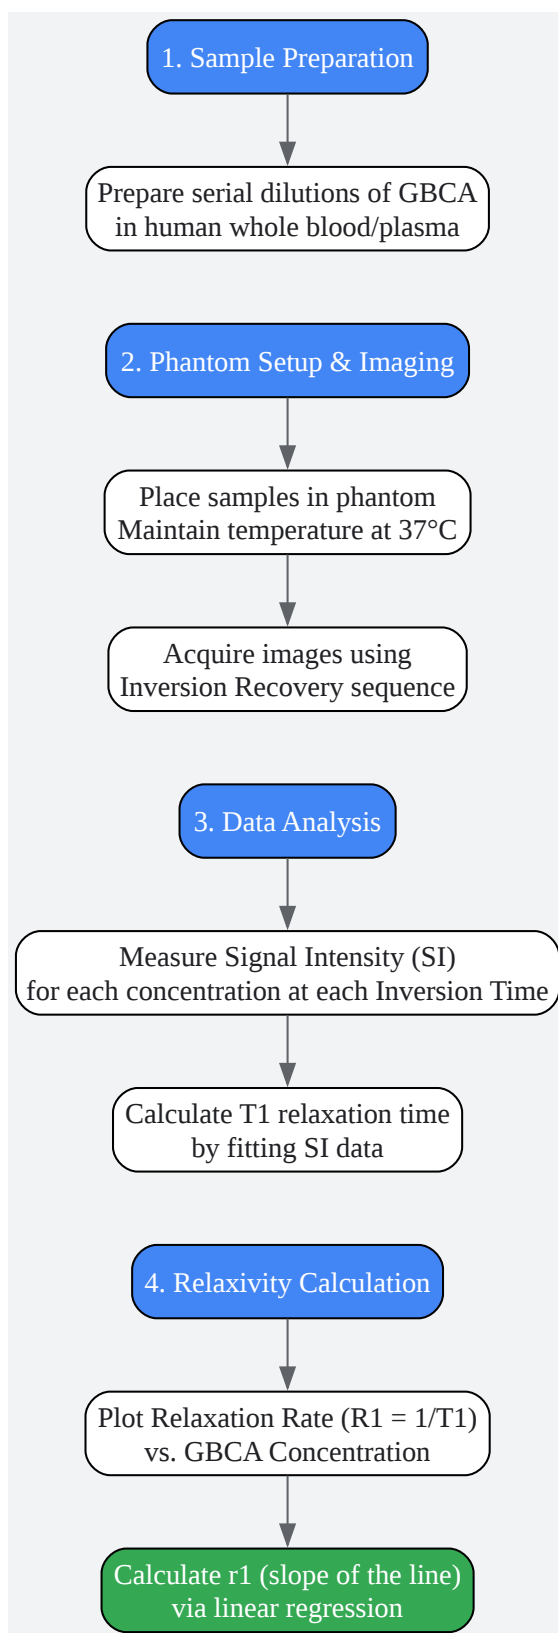 1. Sample Preparation
Prepare serial dilutions of GBCA
in human whole blood/plasma
2. Phantom Setup & Imaging
Place samples in phantom
Maintain temperature at 37°C
Acquire images using
Inversion Recovery sequence
3. Data Analysis
Measure Signal Intensity (SI)
for each concentration at each Inversion Time
Calculate T1 relaxation time
by fitting SI data
4. Relaxivity Calculation
Plot Relaxation Rate (R1 = 1/T1)
vs. GBCA Concentration
Calculate r1 (slope of the line)
via linear regression